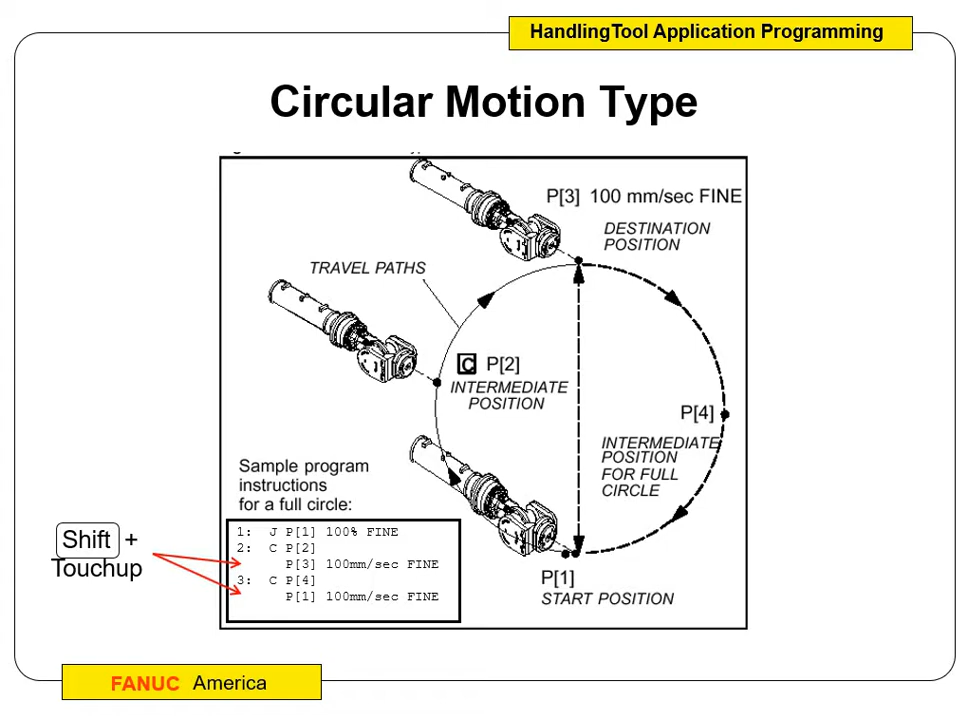 HandlingTool Application Programming
Circular Motion Type
P[3] 100 mm/sec FINE
DESTINATION
POSITION
TRAVEL PATHS
C P[2]
INTERMEDIATE
POSITION
P[4]
INTERMEDIATE
POSITION
FOR FULL
CIRCLE
Sample program
instructions
for a full circle:
1: J P[1] 100% FINE
2: C P[2]
P[3] 100mm/sec FINE
3: C P[4]
P[1] 100mm/sec FINE
Shift +
Touchup
P[1]
START POSITION
FANUC America